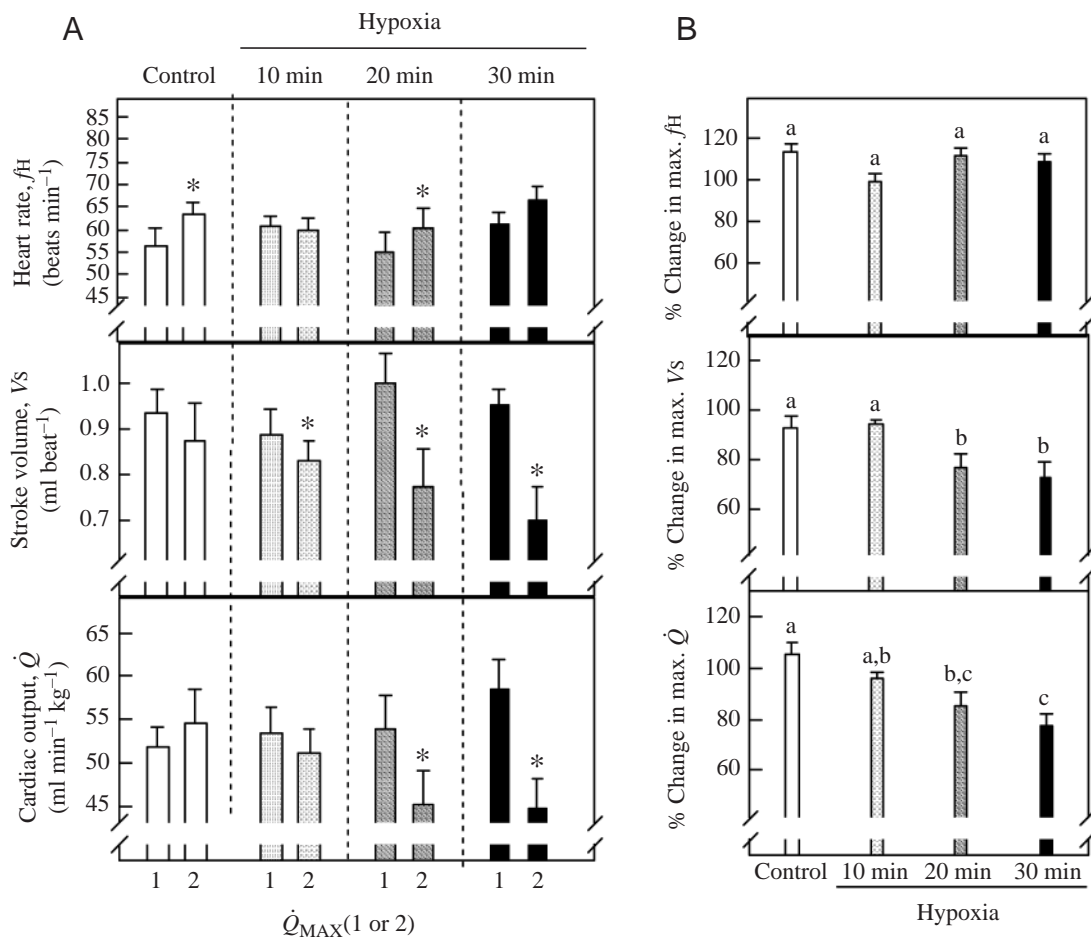 A
Hypoxia
Control 10 min 20 min 30 min
Heart rate, fH
(beats min⁻¹)
85
80
75
70
65
60
55
50
45
*
*
Stroke volume, Vs
(ml beat⁻¹)
1.0
0.9
0.8
0.7
*
*
*
Cardiac output, Q̇
(ml min⁻¹ kg⁻¹)
65
60
55
50
45
*
*
1 2 1 2 1 2 1 2
Q̇MAX(1 or 2)
B
% Change in max. fH
120
100
80
60
a
a
a
a
% Change in max. Vs
120
100
80
60
a
a
b
b
% Change in max. Q̇
120
100
80
60
a
a,b
b,c
c
Control 10 min 20 min 30 min
Hypoxia